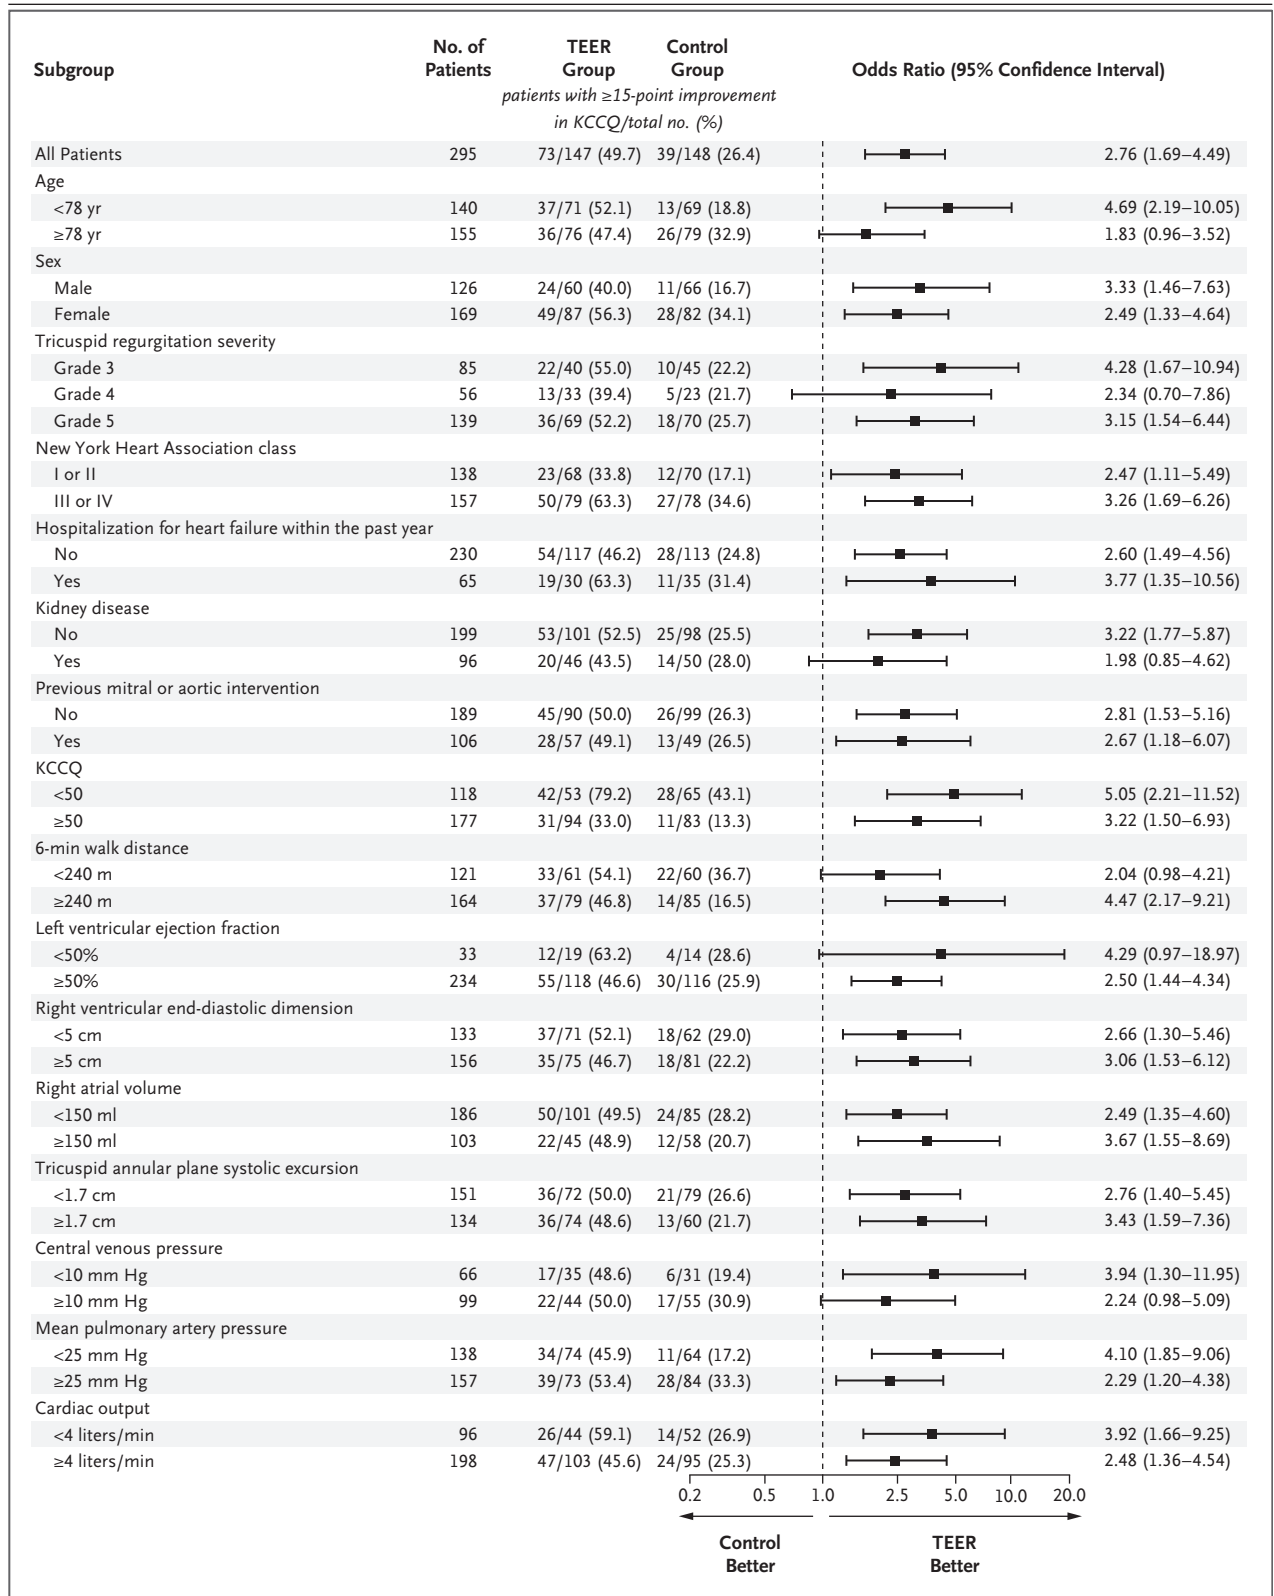 Subgroup No. of Patients TEER Group Control Group Odds Ratio (95% Confidence Interval)
patients with ≥15-point improvement
in KCCQ/total no. (%)
All Patients 295 73/147 (49.7) 39/148 (26.4) 2.76 (1.69–4.49)
Age
<78 yr 140 37/71 (52.1) 13/69 (18.8) 4.69 (2.19–10.05)
≥78 yr 155 36/76 (47.4) 26/79 (32.9) 1.83 (0.96–3.52)
Sex
Male 126 24/60 (40.0) 11/66 (16.7) 3.33 (1.46–7.63)
Female 169 49/87 (56.3) 28/82 (34.1) 2.49 (1.33–4.64)
Tricuspid regurgitation severity
Grade 3 85 22/40 (55.0) 10/45 (22.2) 4.28 (1.67–10.94)
Grade 4 56 13/33 (39.4) 5/23 (21.7) 2.34 (0.70–7.86)
Grade 5 139 36/69 (52.2) 18/70 (25.7) 3.15 (1.54–6.44)
New York Heart Association class
I or II 138 23/68 (33.8) 12/70 (17.1) 2.47 (1.11–5.49)
III or IV 157 50/79 (63.3) 27/78 (34.6) 3.26 (1.69–6.26)
Hospitalization for heart failure within the past year
No 230 54/117 (46.2) 28/113 (24.8) 2.60 (1.49–4.56)
Yes 65 19/30 (63.3) 11/35 (31.4) 3.77 (1.35–10.56)
Kidney disease
No 199 53/101 (52.5) 25/98 (25.5) 3.22 (1.77–5.87)
Yes 96 20/46 (43.5) 14/50 (28.0) 1.98 (0.85–4.62)
Previous mitral or aortic intervention
No 189 45/90 (50.0) 26/99 (26.3) 2.81 (1.53–5.16)
Yes 106 28/57 (49.1) 13/49 (26.5) 2.67 (1.18–6.07)
KCCQ
<50 118 42/53 (79.2) 28/65 (43.1) 5.05 (2.21–11.52)
≥50 177 31/94 (33.0) 11/83 (13.3) 3.22 (1.50–6.93)
6-min walk distance
<240 m 121 33/61 (54.1) 22/60 (36.7) 2.04 (0.98–4.21)
≥240 m 164 37/79 (46.8) 14/85 (16.5) 4.47 (2.17–9.21)
Left ventricular ejection fraction
<50% 33 12/19 (63.2) 4/14 (28.6) 4.29 (0.97–18.97)
≥50% 234 55/118 (46.6) 30/116 (25.9) 2.50 (1.44–4.34)
Right ventricular end-diastolic dimension
<5 cm 133 37/71 (52.1) 18/62 (29.0) 2.66 (1.30–5.46)
≥5 cm 156 35/75 (46.7) 18/81 (22.2) 3.06 (1.53–6.12)
Right atrial volume
<150 ml 186 50/101 (49.5) 24/85 (28.2) 2.49 (1.35–4.60)
≥150 ml 103 22/45 (48.9) 12/58 (20.7) 3.67 (1.55–8.69)
Tricuspid annular plane systolic excursion
<1.7 cm 151 36/72 (50.0) 21/79 (26.6) 2.76 (1.40–5.45)
≥1.7 cm 134 36/74 (48.6) 13/60 (21.7) 3.43 (1.59–7.36)
Central venous pressure
<10 mm Hg 66 17/35 (48.6) 6/31 (19.4) 3.94 (1.30–11.95)
≥10 mm Hg 99 22/44 (50.0) 17/55 (30.9) 2.24 (0.98–5.09)
Mean pulmonary artery pressure
<25 mm Hg 138 34/74 (45.9) 11/64 (17.2) 4.10 (1.85–9.06)
≥25 mm Hg 157 39/73 (53.4) 28/84 (33.3) 2.29 (1.20–4.38)
Cardiac output
<4 liters/min 96 26/44 (59.1) 14/52 (26.9) 3.92 (1.66–9.25)
≥4 liters/min 198 47/103 (45.6) 24/95 (25.3) 2.48 (1.36–4.54)
0.2 0.5 1.0 2.5 5.0 10.0 20.0
Control Better TEER Better